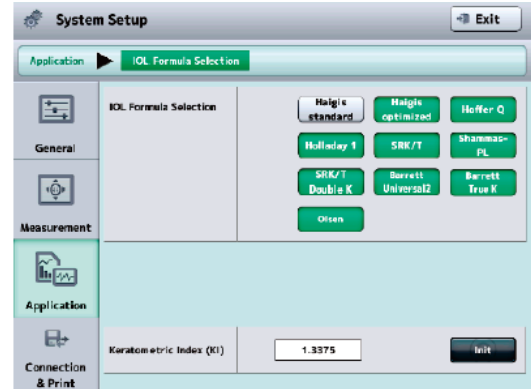 System Setup
Exit
Application
IOL Formula Selection
General
Measurement
Application
Connection
& Print
IOL Formula Selection
Haigis
standard
Haigis
optimized
Hoffer Q
Holladay 1
SRK/T
Shammas-
PL
SRK/T
Double K
Barrett
Universal2
Barrett
True K
Olsen
Keratometric Index (KI)
1.3375
Init